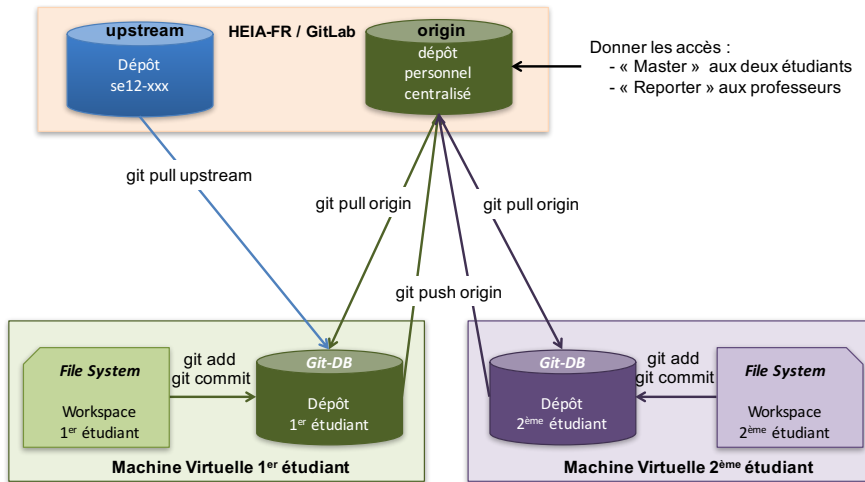 upstream
HEIA-FR / GitLab
origin
Dépôt
se12-xxx
dépôt
personnel
centralisé
Donner les accès :
- « Master » aux deux étudiants
- « Reporter » aux professeurs
git pull upstream
git pull origin
git pull origin
git push origin
File System
Workspace
1er étudiant
git add
git commit
Git-DB
Dépôt
1er étudiant
Machine Virtuelle 1er étudiant
Git-DB
Dépôt
2ème étudiant
git add
git commit
File System
Workspace
2ème étudiant
Machine Virtuelle 2ème étudiant